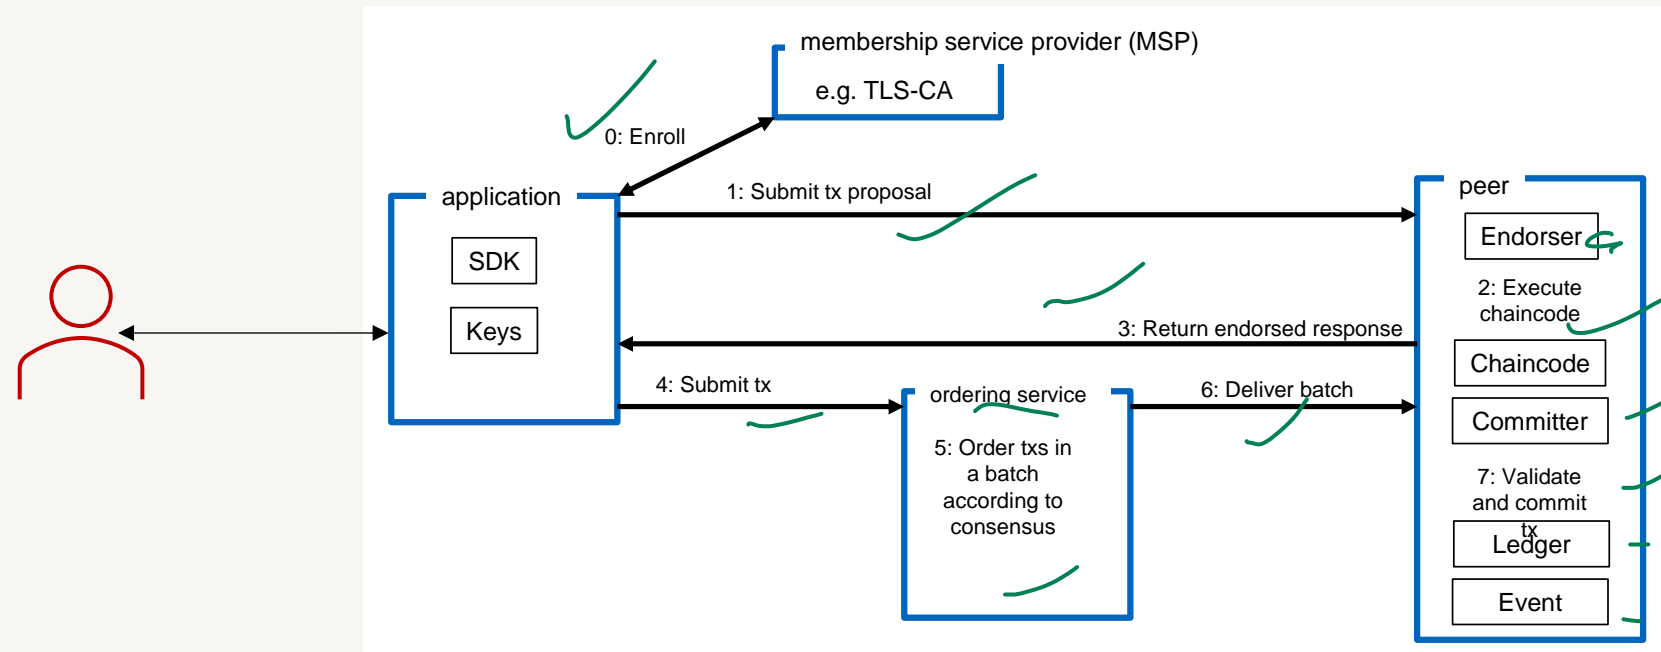 membership service provider (MSP)
e.g. TLS-CA
0: Enroll
application
SDK
Keys
1: Submit tx proposal
peer
Endorser
2: Execute
chaincode
3: Return endorsed response
Chaincode
4: Submit tx
ordering service
5: Order txs in
a batch
according to
consensus
6: Deliver batch
Committer
7: Validate
and commit
tx
Ledger
Event